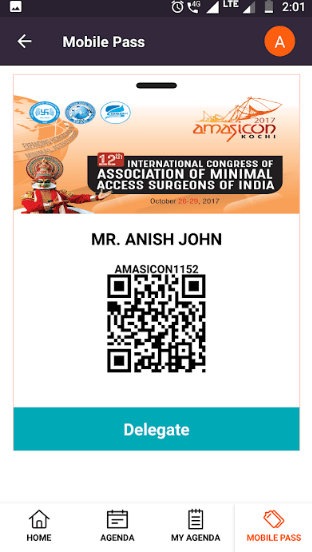 4G LTE 2:01
Mobile Pass
A
2017
amasicon
KOCHI
12th INTERNATIONAL CONGRESS OF
ASSOCIATION OF MINIMAL
ACCESS SURGEONS OF INDIA
October 26-28, 2017
MR. ANISH JOHN
AMASICON1152
Delegate
HOME
AGENDA
MY AGENDA
MOBILE PASS